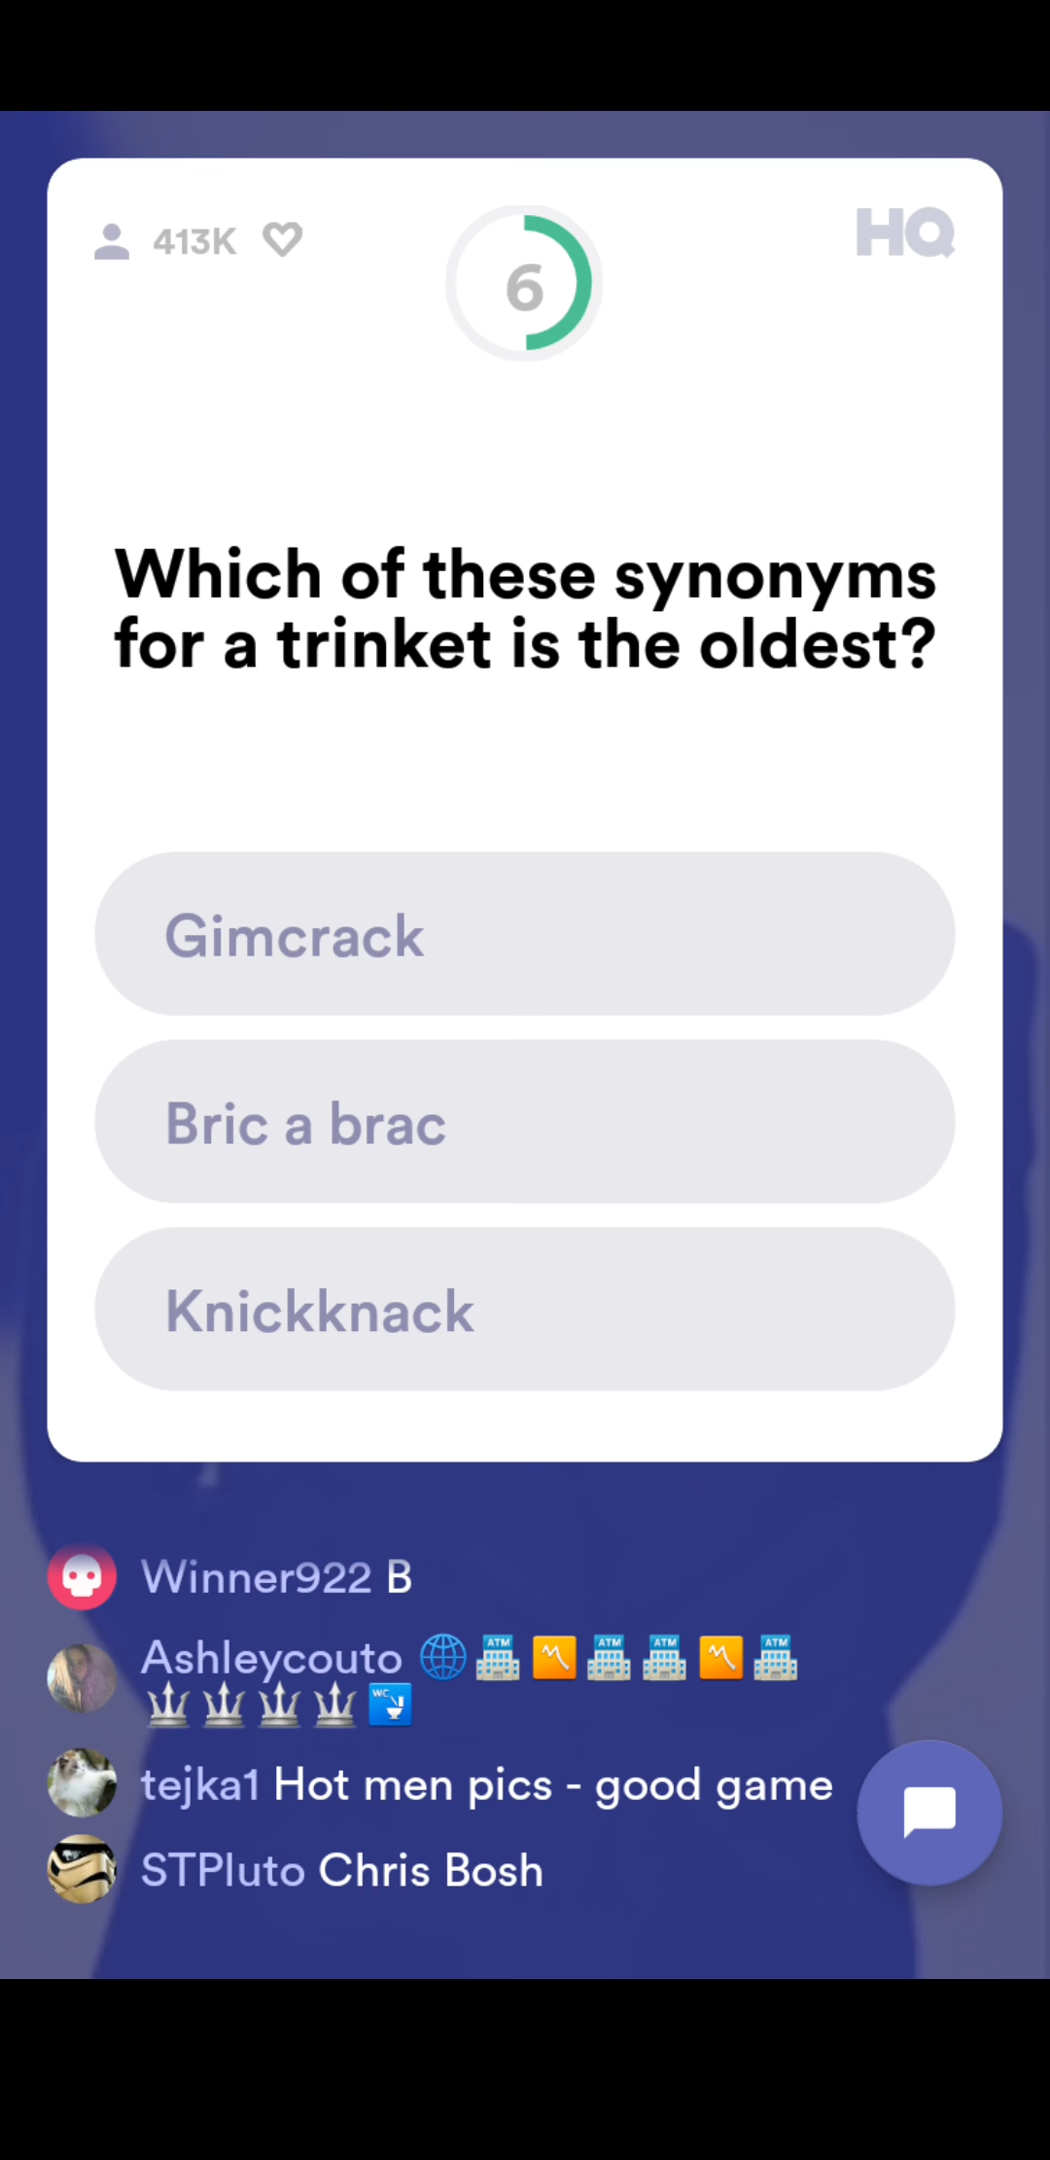 413K
6
HQ
Which of these synonyms
for a trinket is the oldest?
Gimcrack
Bric a brac
Knickknack
Winner922 B
Ashleycouto 🌐🏧〽️🏧🏧〽️🏧
🔱🔱🔱🔱🚾
tejka1 Hot men pics - good game
STPluto Chris Bosh